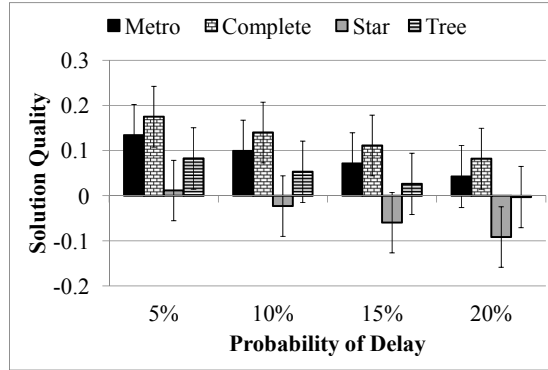 Metro Complete Star Tree
0.3
0.2
0.1
0
-0.1
-0.2
Solution Quality
5% 10% 15% 20%
Probability of Delay